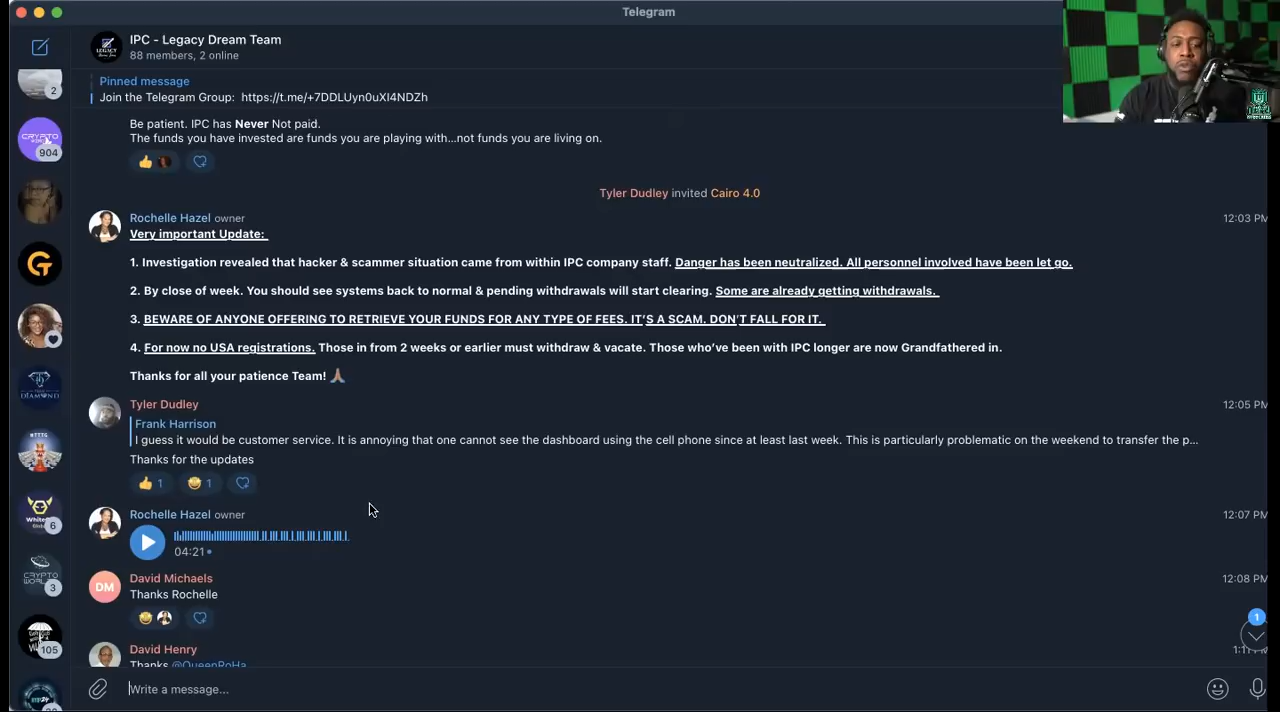 Telegram
IPC - Legacy Dream Team
88 members, 2 online
Pinned message
Join the Telegram Group: https://t.me/+7DDLUyn0uXI4NDZh
Be patient. IPC has Never Not paid.
The funds you have invested are funds you are playing with...not funds you are living on.
Tyler Dudley invited Cairo 4.0
Rochelle Hazel owner
12:03 PM
Very important Update:
1. Investigation revealed that hacker & scammer situation came from within IPC company staff. Danger has been neutralized. All personnel involved have been let go.
2. By close of week. You should see systems back to normal & pending withdrawals will start clearing. Some are already getting withdrawals.
3. BEWARE OF ANYONE OFFERING TO RETRIEVE YOUR FUNDS FOR ANY TYPE OF FEES. IT'S A SCAM. DON'T FALL FOR IT.
4. For now no USA registrations. Those in from 2 weeks or earlier must withdraw & vacate. Those who've been with IPC longer are now Grandfathered in.
Thanks for all your patience Team! 🙏🏽
Tyler Dudley
12:05 PM
Frank Harrison
I guess it would be customer service. It is annoying that one cannot see the dashboard using the cell phone since at least last week. This is particularly problematic on the weekend to transfer the p...
Thanks for the updates
👍 1 🤩 1
Rochelle Hazel owner
12:07 PM
04:21
DM
David Michaels
12:08 PM
Thanks Rochelle
David Henry
Thanks @QueenRoHa
1
Write a message...
2
904
6
3
105
LEGACY
CRYPTO
DIAMOND